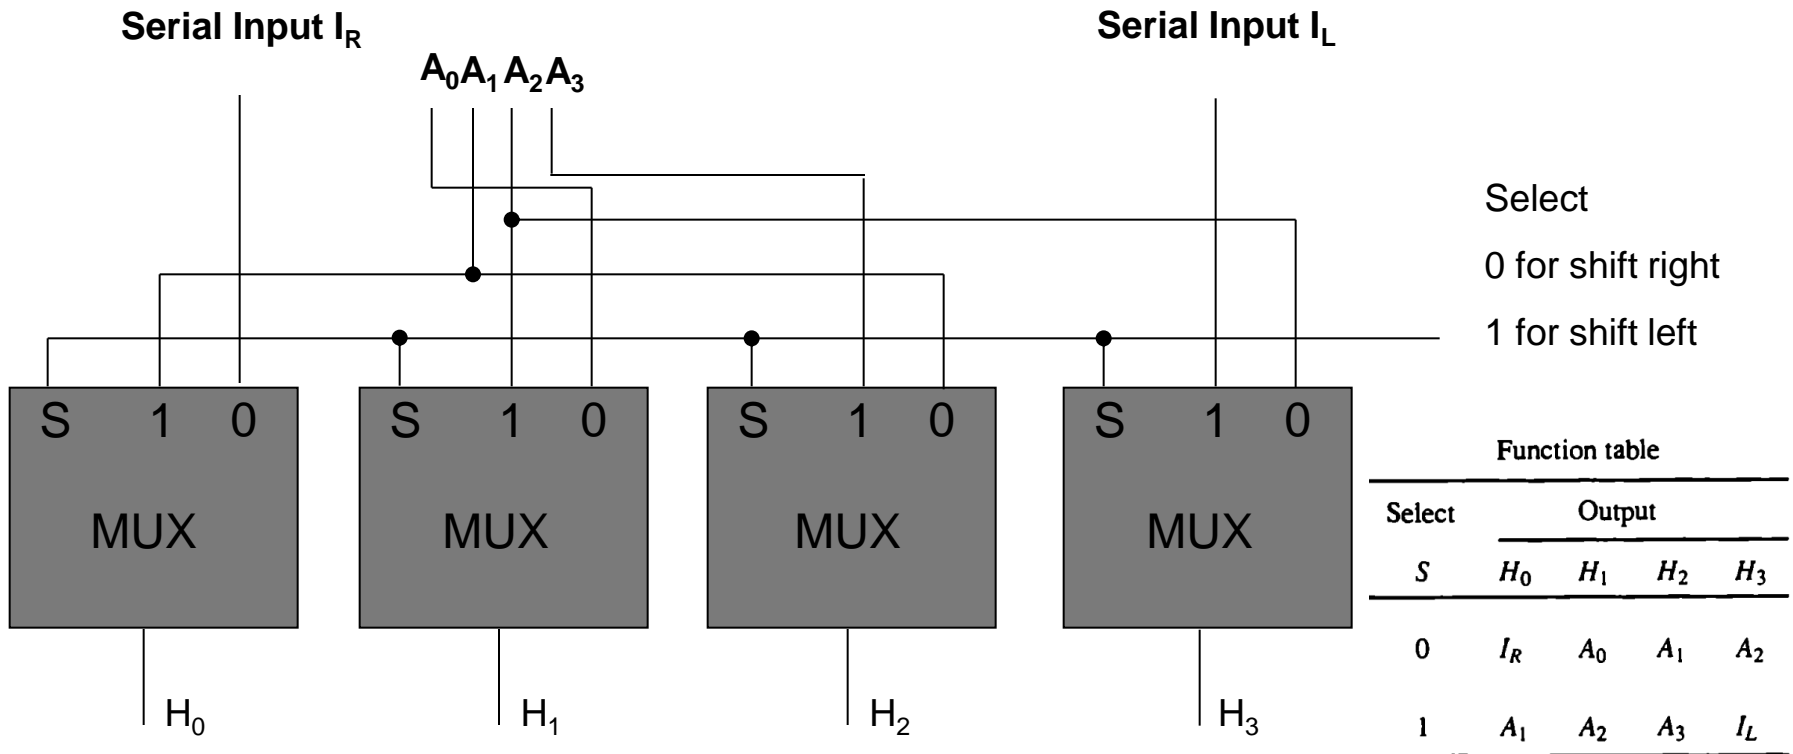 Serial Input I_R
Serial Input I_L
A_0 A_1 A_2 A_3
Select
0 for shift right
1 for shift left
S 1 0
S 1 0
S 1 0
S 1 0
MUX
MUX
MUX
MUX
H_0
H_1
H_2
H_3
Function table
Select Output
S H_0 H_1 H_2 H_3
0 I_R A_0 A_1 A_2
1 A_1 A_2 A_3 I_L